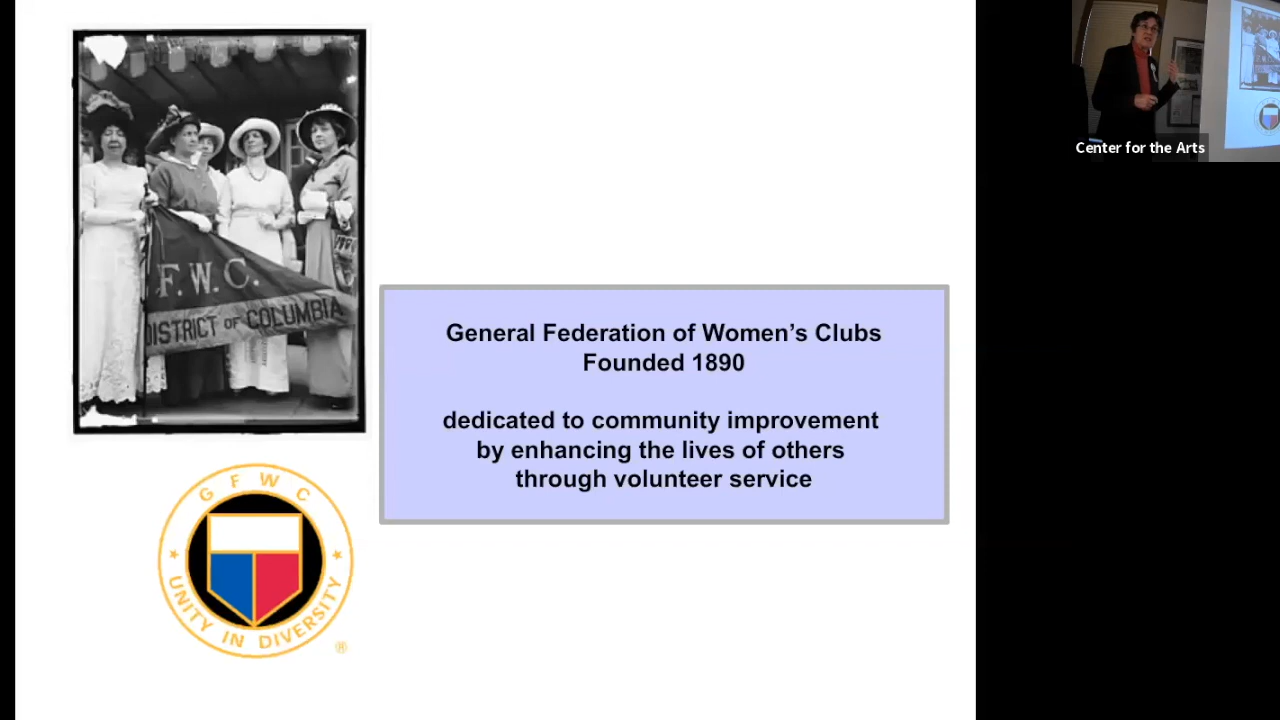 F.W.C.
DISTRICT OF COLUMBIA
General Federation of Women’s Clubs
Founded 1890
dedicated to community improvement
by enhancing the lives of others
through volunteer service
GFWC
UNITY IN DIVERSITY
®
Center for the Arts